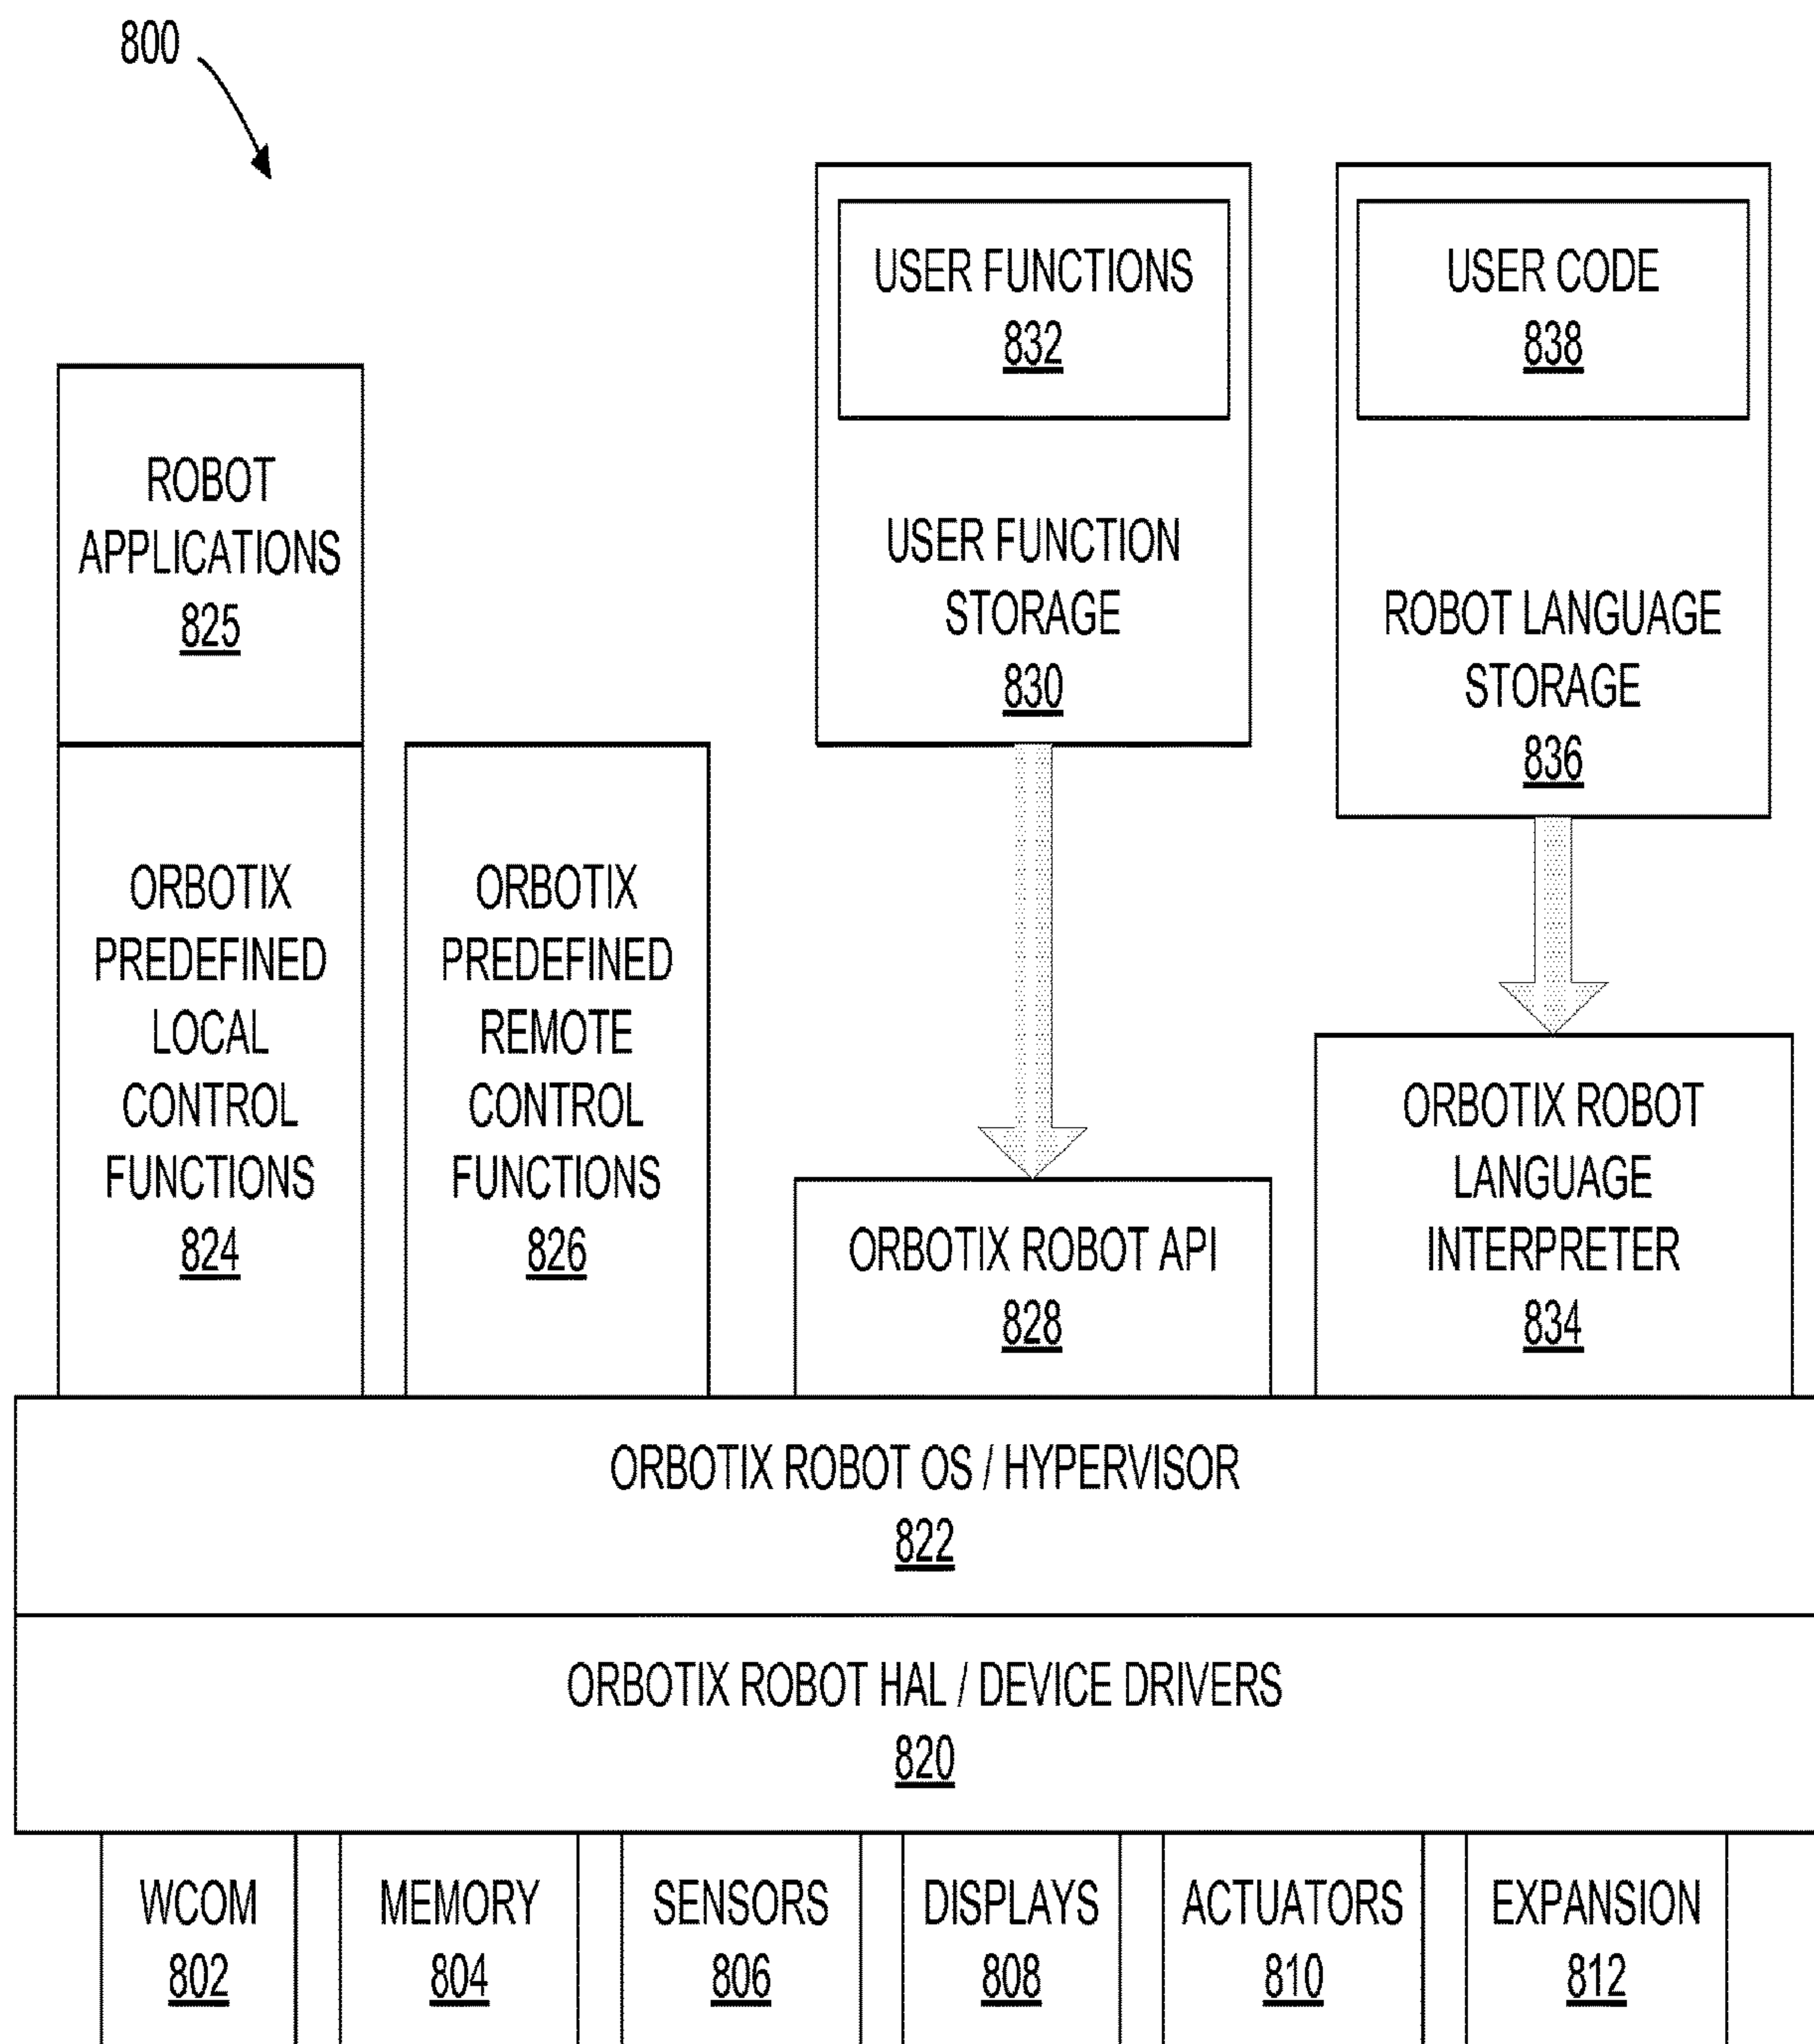 800
USER FUNCTIONS
832
USER FUNCTION
STORAGE
830
USER CODE
838
ROBOT LANGUAGE
STORAGE
836
ROBOT
APPLICATIONS
825
ORBOTIX
PREDEFINED
LOCAL
CONTROL
FUNCTIONS
824
ORBOTIX
PREDEFINED
REMOTE
CONTROL
FUNCTIONS
826
ORBOTIX ROBOT API
828
ORBOTIX ROBOT
LANGUAGE
INTERPRETER
834
ORBOTIX ROBOT OS / HYPERVISOR
822
ORBOTIX ROBOT HAL / DEVICE DRIVERS
820
WCOM
802
MEMORY
804
SENSORS
806
DISPLAYS
808
ACTUATORS
810
EXPANSION
812